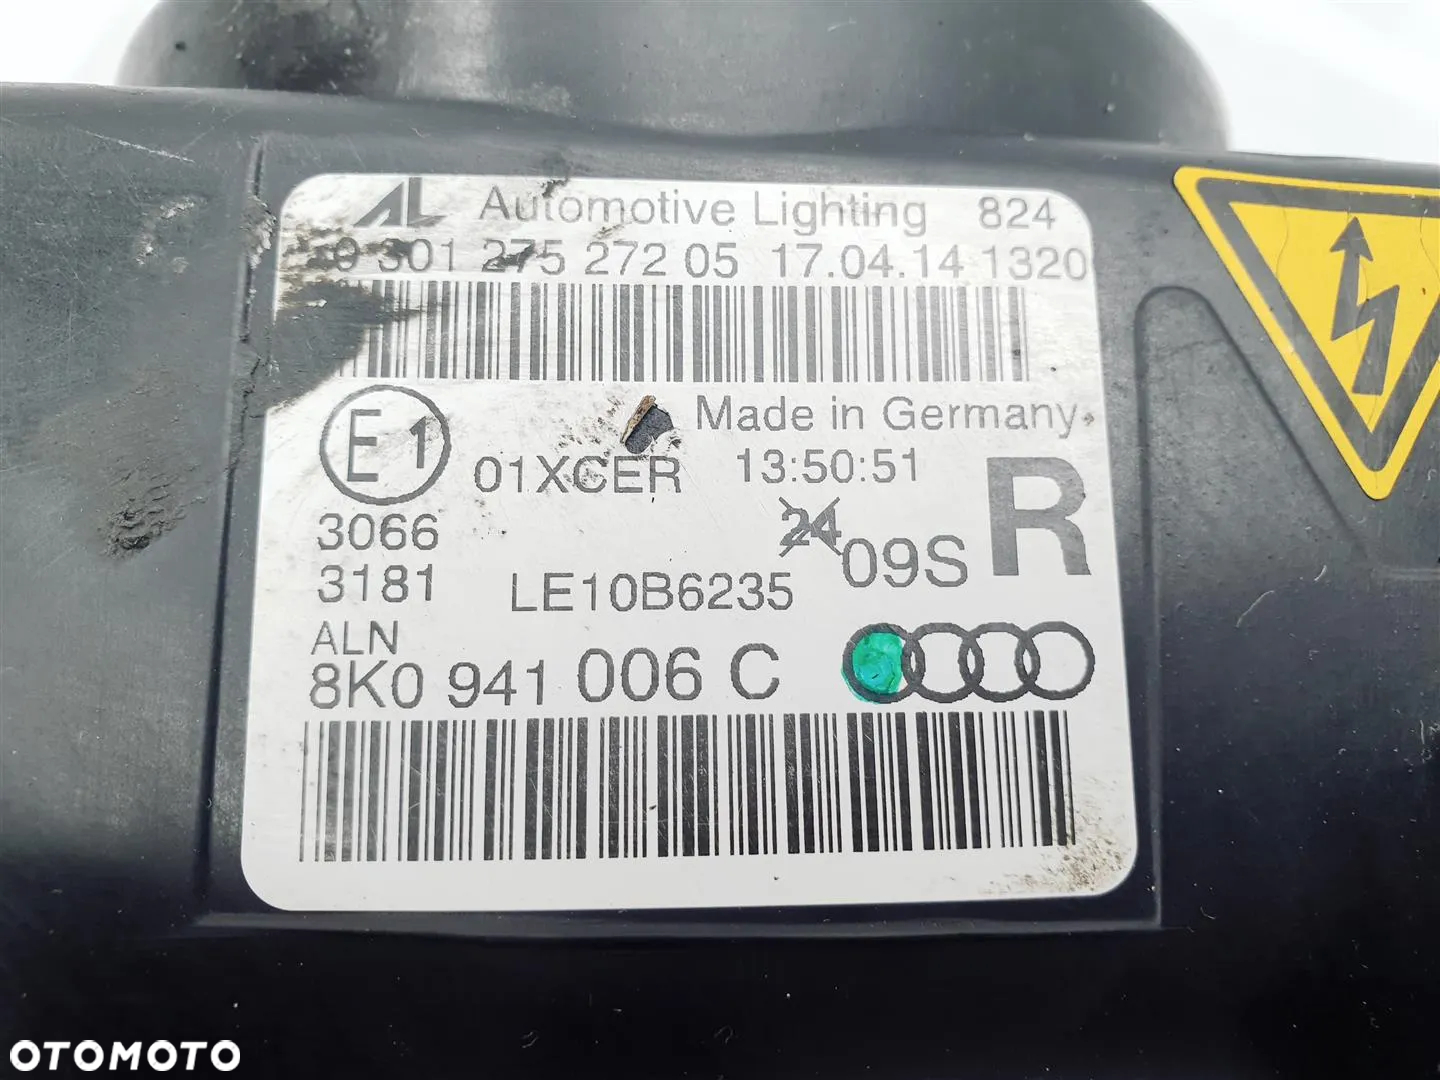 AL Automotive Lighting 824
301 275 272 05 17.04.14 1320
E1 Made in Germany
01XCER 13:50:51
R
3066 24 09S
3181 LE10B6235
ALN
8K0 941 006 C
OTOMOTO